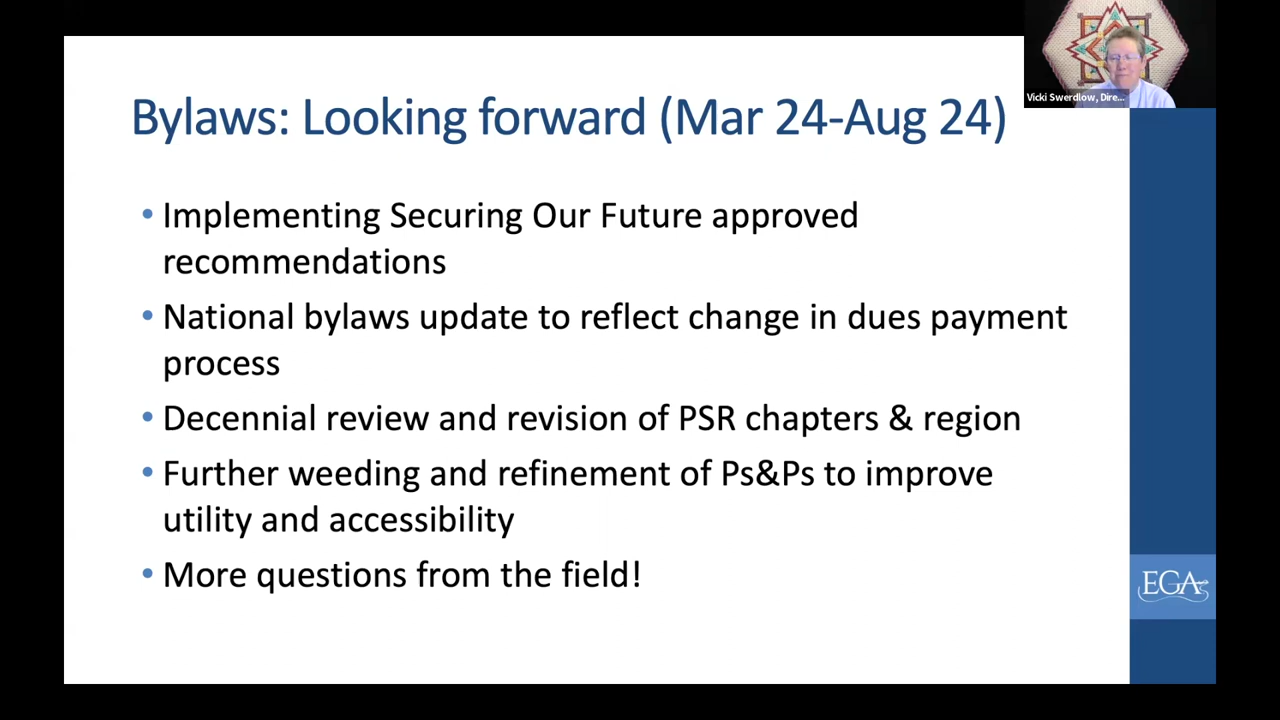 Vicki Swerdlow, Dire...
Bylaws: Looking forward (Mar 24-Aug 24)
• Implementing Securing Our Future approved
recommendations
• National bylaws update to reflect change in dues payment
process
• Decennial review and revision of PSR chapters & region
• Further weeding and refinement of Ps&Ps to improve
utility and accessibility
• More questions from the field!
EGA